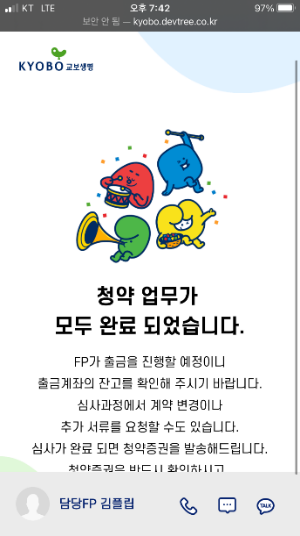 KT LTE 오후 7:42 97%
보안 안 됨 — kyobo.devtree.co.kr
KYOBO 교보생명
청약 업무가
모두 완료 되었습니다.
FP가 출금을 진행할 예정이니
출금계좌의 잔고를 확인해 주시기 바랍니다.
심사과정에서 계약 변경이나
추가 서류를 요청할 수도 있습니다.
심사가 완료 되면 청약증권을 발송해드립니다.
청약증권을 반드시 확인하시고
담당FP 김플립
TALK